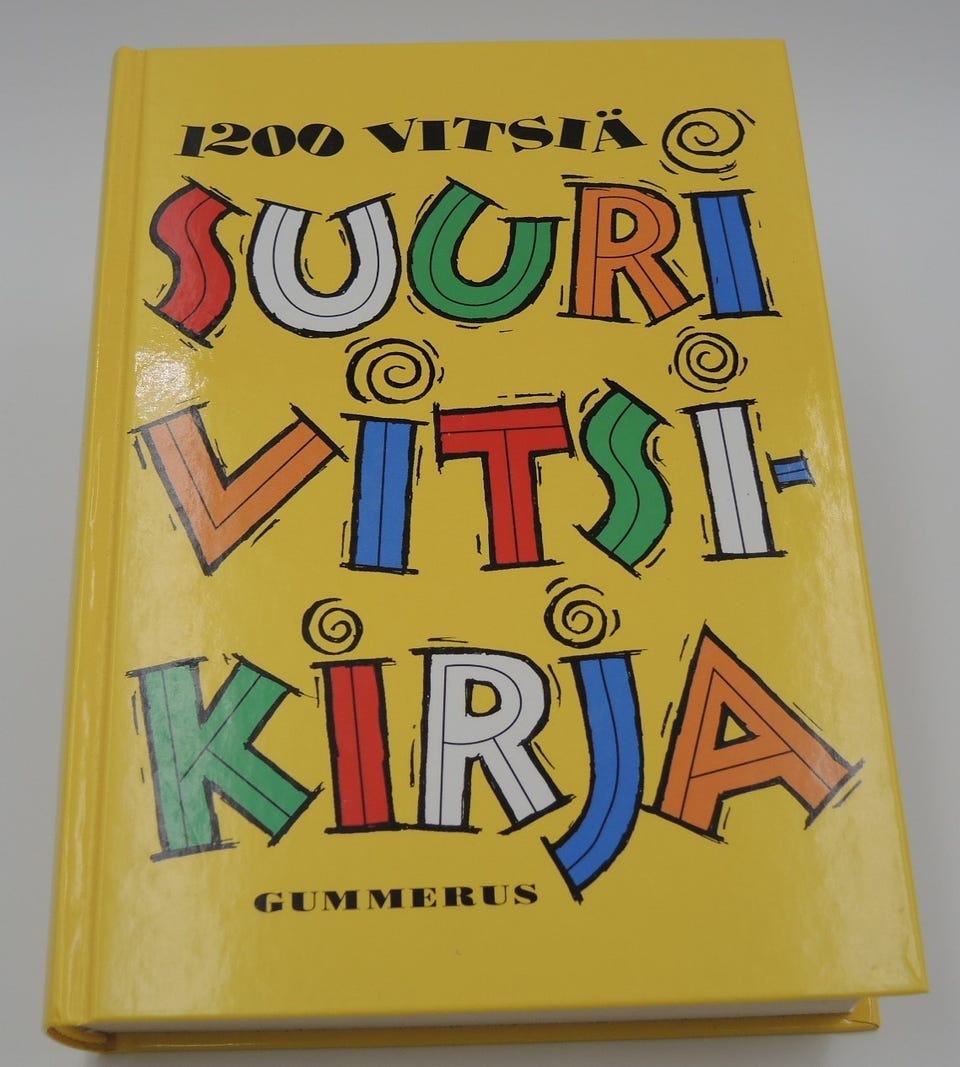 1200 VITSIÄ
SUURI
VITSI-
KIRJA
GUMMERUS